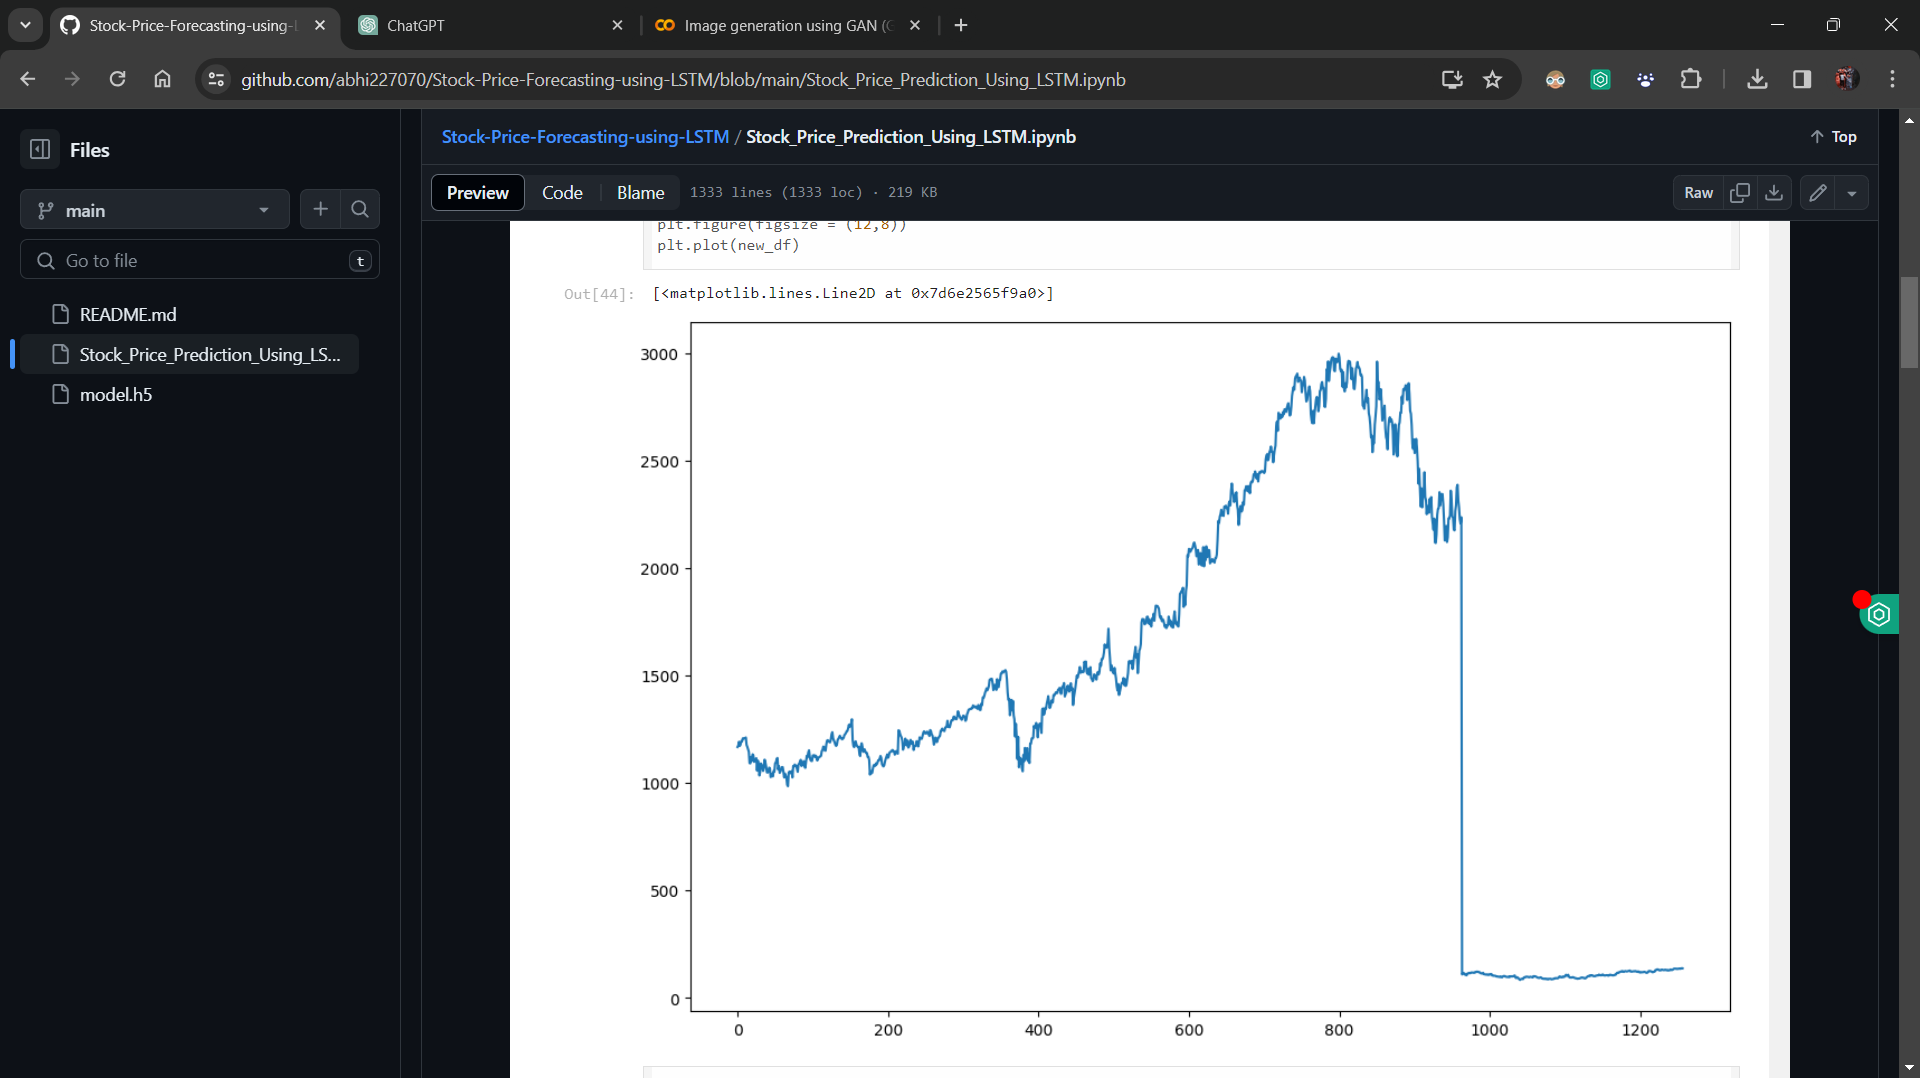 Stock-Price-Forecasting-using-
ChatGPT
Image generation using GAN (G
github.com/abhi227070/Stock-Price-Forecasting-using-LSTM/blob/main/Stock_Price_Prediction_Using_LSTM.ipynb
Files
main
Go to file
t
README.md
Stock_Price_Prediction_Using_LS...
model.h5
Stock-Price-Forecasting-using-LSTM / Stock_Price_Prediction_Using_LSTM.ipynb
Top
Preview
Code
Blame
1333 lines (1333 loc) · 219 KB
Raw
plt.figure(figsize = (12,8))
plt.plot(new_df)
Out[44]: [<matplotlib.lines.Line2D at 0x7d6e2565f9a0>]
3000
2500
2000
1500
1000
500
0
0 200 400 600 800 1000 1200